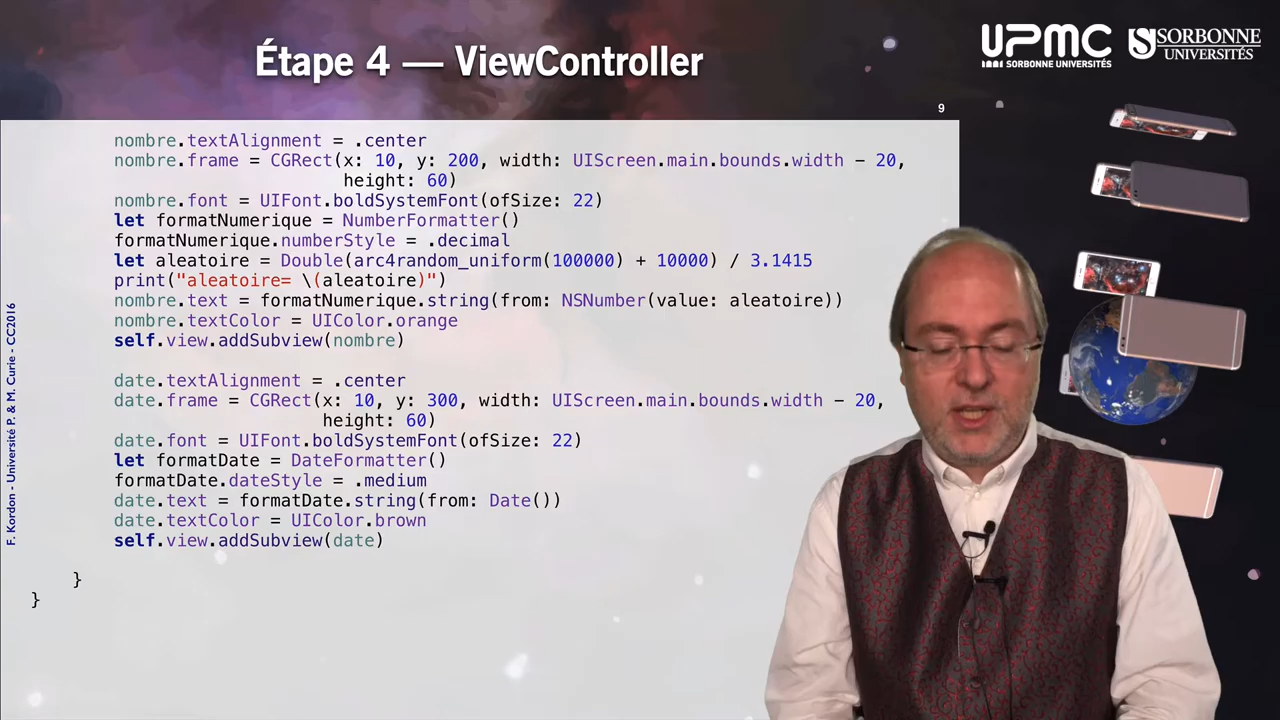 Étape 4 — ViewController
UPMC
SORBONNE UNIVERSITÉS
SORBONNE
UNIVERSITÉS
9
nombre.textAlignment = .center
nombre.frame = CGRect(x: 10, y: 200, width: UIScreen.main.bounds.width - 20,
height: 60)
nombre.font = UIFont.boldSystemFont(ofSize: 22)
let formatNumerique = NumberFormatter()
formatNumerique.numberStyle = .decimal
let aleatoire = Double(arc4random_uniform(100000) + 10000) / 3.1415
print("aleatoire= \(aleatoire)")
nombre.text = formatNumerique.string(from: NSNumber(value: aleatoire))
nombre.textColor = UIColor.orange
self.view.addSubview(nombre)
date.textAlignment = .center
date.frame = CGRect(x: 10, y: 300, width: UIScreen.main.bounds.width - 20,
height: 60)
date.font = UIFont.boldSystemFont(ofSize: 22)
let formatDate = DateFormatter()
formatDate.dateStyle = .medium
date.text = formatDate.string(from: Date())
date.textColor = UIColor.brown
self.view.addSubview(date)
}
}
F. Kordon - Université P. & M. Curie - CC2016